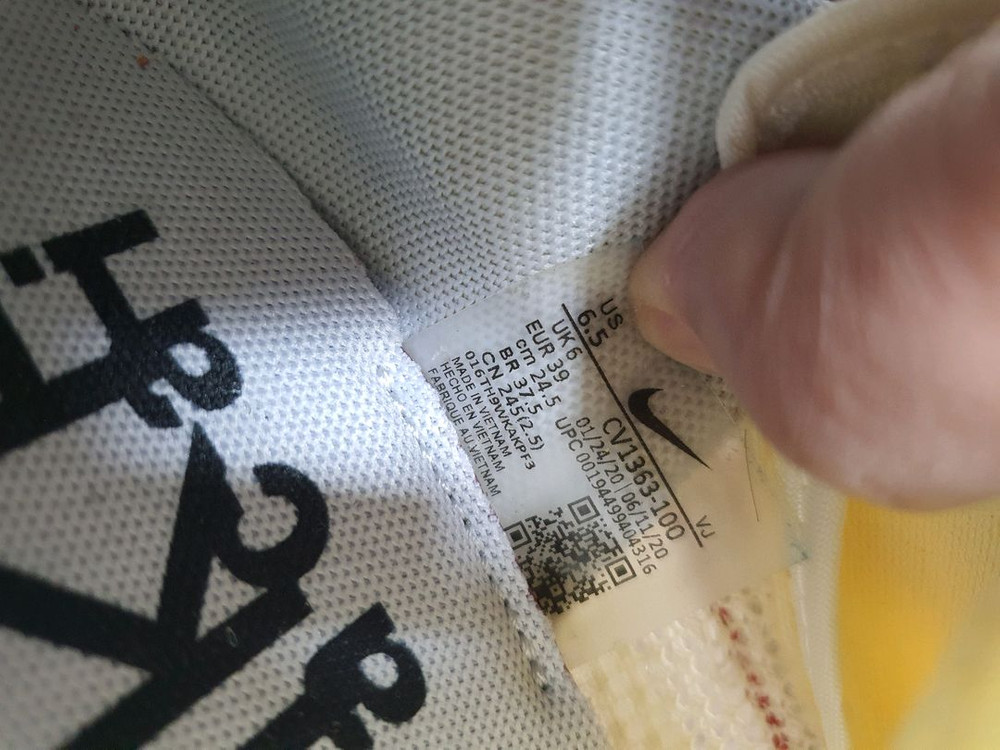 US
6.5
UK 6
EUR 39
cm 24.5
BR 37.5
CN 245(2.5)
016TH9WKAKPF3
MADE IN VIETNAM
HECHO EN VIETNAM
FABRIQUE AU VIETNAM
CV1363-100
VJ
01/24/20 06/11/20
UPC 00194499404316